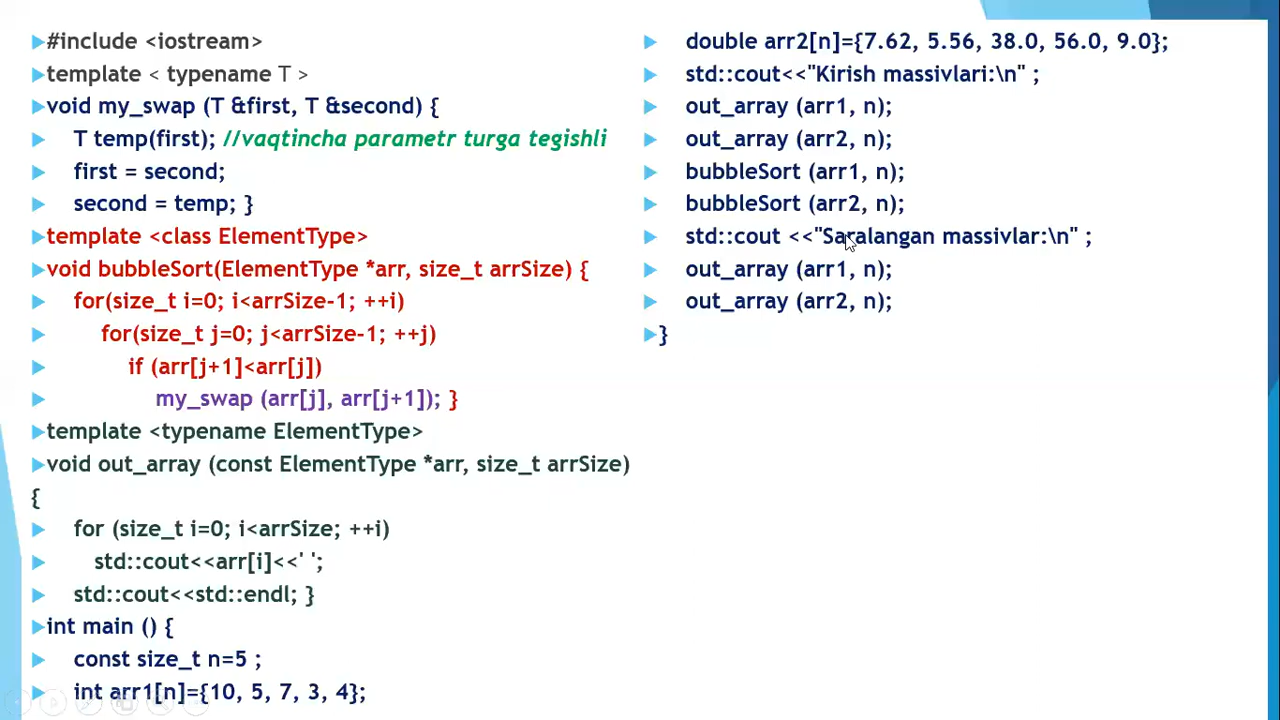 #include <iostream>
template < typename T >
void my_swap (T &first, T &second) {
T temp(first); //vaqtincha parametr turga tegishli
first = second;
second = temp; }
template <class ElementType>
void bubbleSort(ElementType *arr, size_t arrSize) {
for(size_t i=0; i<arrSize-1; ++i)
for(size_t j=0; j<arrSize-1; ++j)
if (arr[j+1]<arr[j])
my_swap (arr[j], arr[j+1]); }
template <typename ElementType>
void out_array (const ElementType *arr, size_t arrSize)
{
for (size_t i=0; i<arrSize; ++i)
std::cout<<arr[i]<<' ';
std::cout<<std::endl; }
int main () {
const size_t n=5 ;
int arr1[n]={10, 5, 7, 3, 4};
double arr2[n]={7.62, 5.56, 38.0, 56.0, 9.0};
std::cout<<"Kirish massivlari:\n" ;
out_array (arr1, n);
out_array (arr2, n);
bubbleSort (arr1, n);
bubbleSort (arr2, n);
std::cout <<"Saralangan massivlar:\n" ;
out_array (arr1, n);
out_array (arr2, n);
}